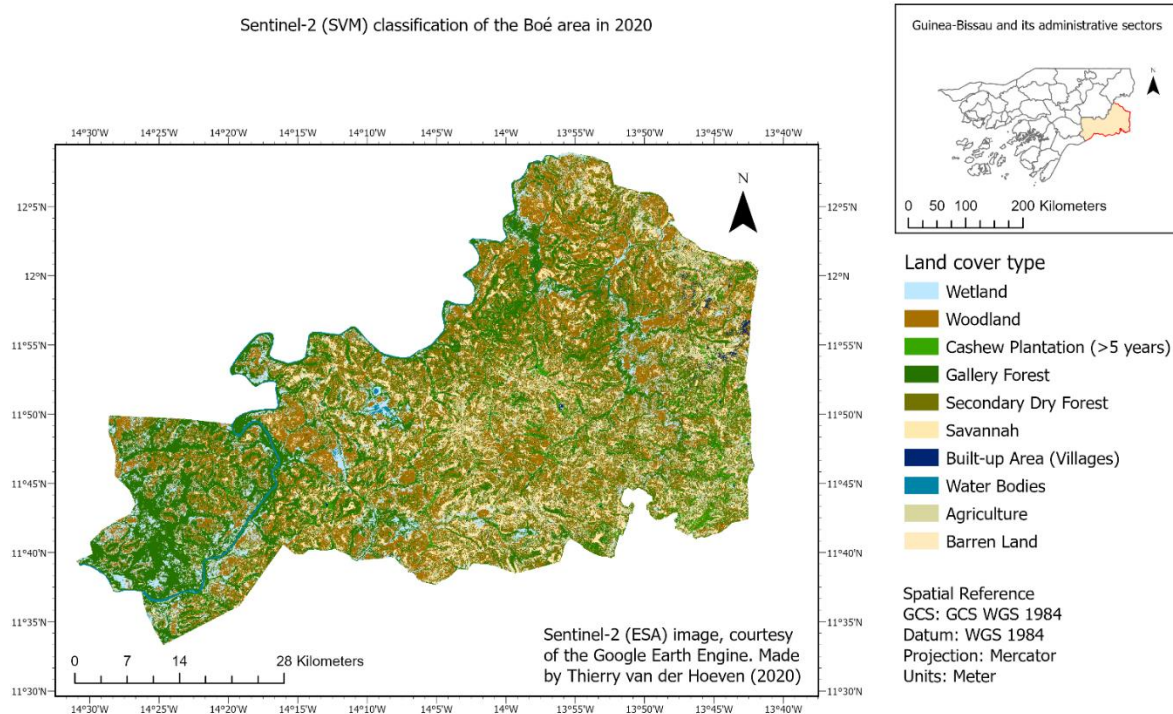 Sentinel-2 (SVM) classification of the Boé area in 2020
Guinea-Bissau and its administrative sectors
N
0 50 100 200 Kilometers
14°30'W 14°25'W 14°20'W 14°15'W 14°10'W 14°5'W 14°0'W 13°55'W 13°50'W 13°45'W 13°40'W
N
12°5'N 12°5'N
12°N 12°N
11°55'N 11°55'N
11°50'N 11°50'N
11°45'N 11°45'N
11°40'N 11°40'N
11°35'N 11°35'N
11°30'N 11°30'N
Sentinel-2 (ESA) image, courtesy
of the Google Earth Engine. Made
by Thierry van der Hoeven (2020)
0 7 14 28 Kilometers
14°30'W 14°25'W 14°20'W 14°15'W 14°10'W 14°5'W 14°0'W 13°55'W 13°50'W 13°45'W 13°40'W
Land cover type
Wetland
Woodland
Cashew Plantation (>5 years)
Gallery Forest
Secondary Dry Forest
Savannah
Built-up Area (Villages)
Water Bodies
Agriculture
Barren Land
Spatial Reference
GCS: GCS WGS 1984
Datum: WGS 1984
Projection: Mercator
Units: Meter